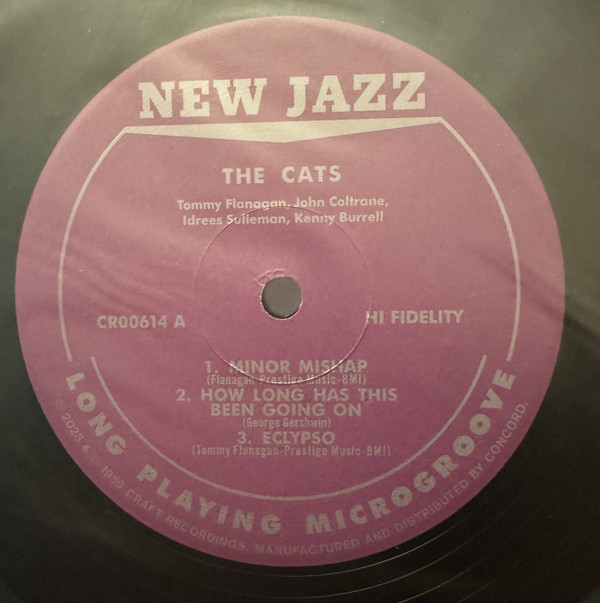 NEW JAZZ
THE CATS
Tommy Flanagan, John Coltrane,
Idrees Sulieman, Kenny Burrell
CR00614 A
HI FIDELITY
1. MINOR MISHAP
(Flanagan-Prestige Music-BMI)
2. HOW LONG HAS THIS
BEEN GOING ON
(George Gershwin)
3. ECLYPSO
(Tommy Flanagan-Prestige Music-BMI)
LONG PLAYING MICROGROOVE
2023 & 1959 CRAFT RECORDINGS. MANUFACTURED AND DISTRIBUTED BY CONCORD.